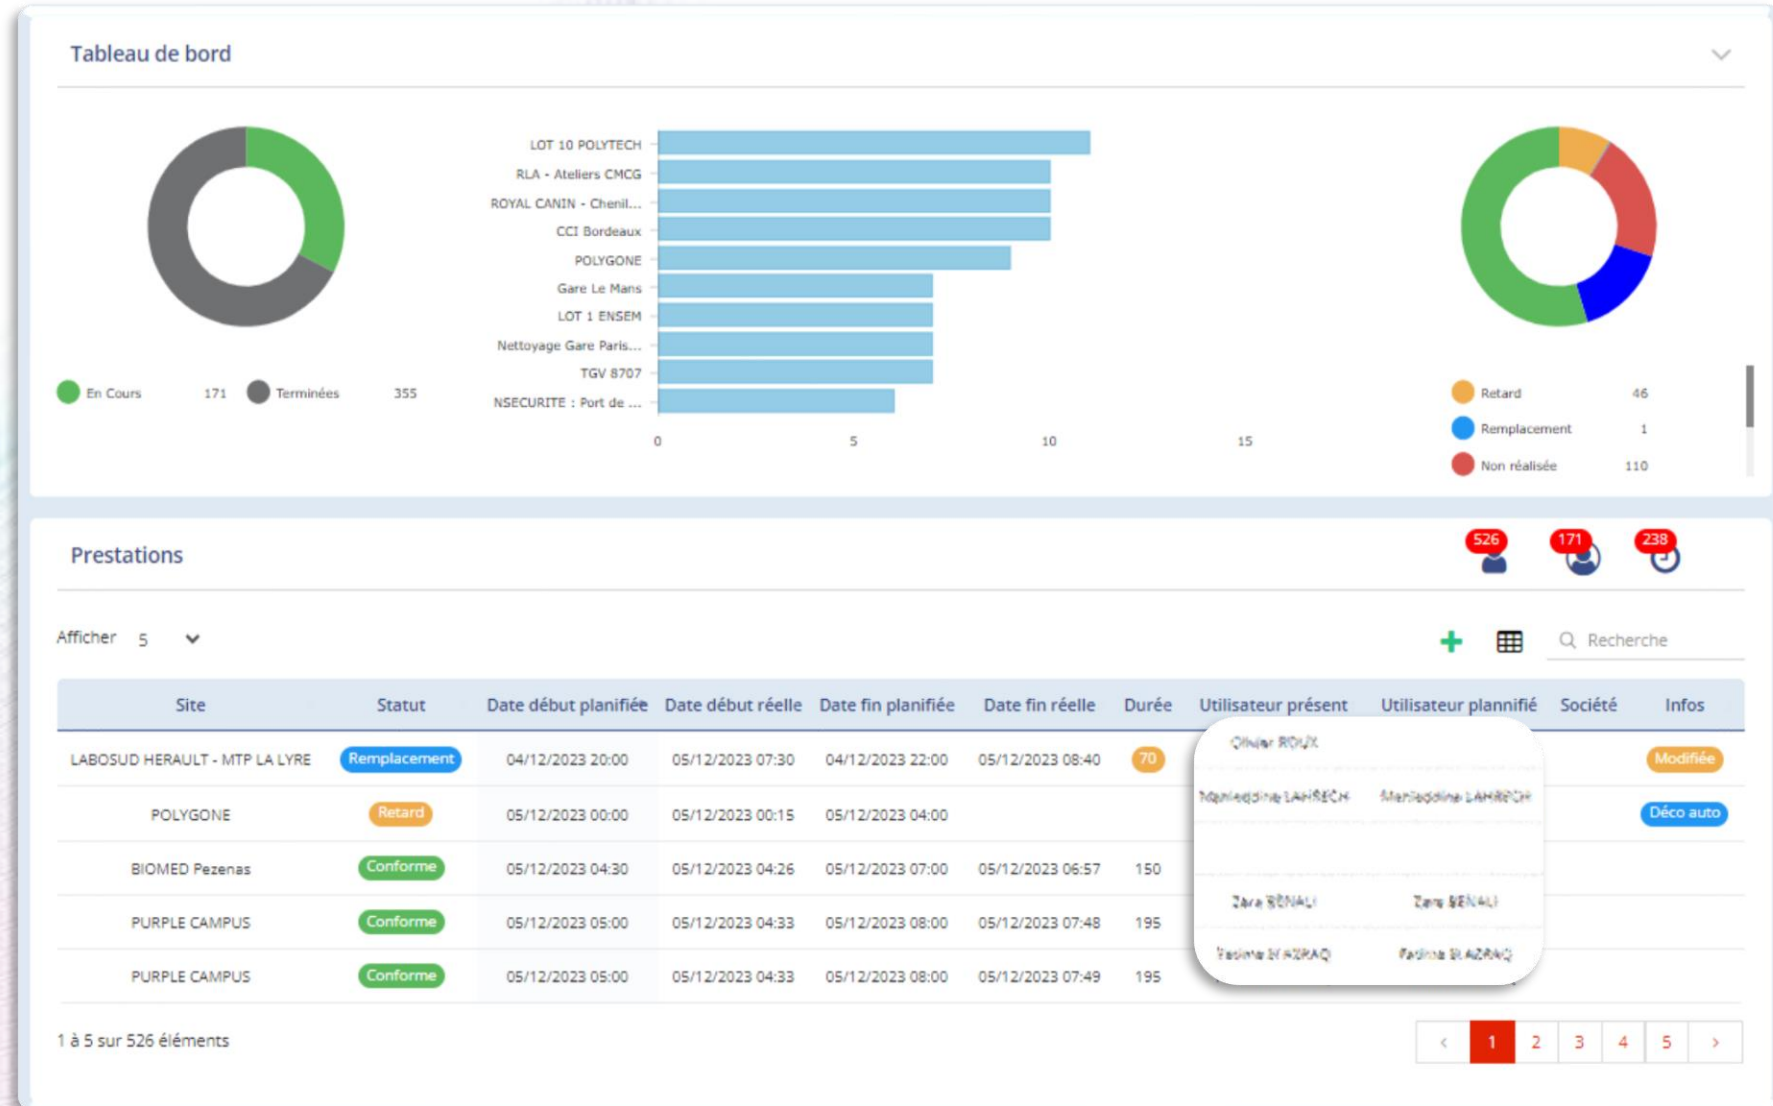 Tableau de bord
LOT 10 POLYTECH
RLA - Ateliers CMCG
ROYAL CANIN - Chenil...
CCI Bordeaux
POLYGONE
Gare Le Mans
LOT 1 ENSEM
Nettoyage Gare Paris...
TGV 8707
NSECURITE : Port de ...
0 5 10 15
En Cours 171 Terminées 355
Retard 46
Remplacement 1
Non réalisée 110
Prestations 526 171 238
Afficher 5 Recherche
Site Statut Date début planifiée Date début réelle Date fin planifiée Date fin réelle Durée Utilisateur présent Utilisateur plannifié Société Infos
LABOSUD HERAULT - MTP LA LYRE Remplacement 04/12/2023 20:00 05/12/2023 07:30 04/12/2023 22:00 05/12/2023 08:40 70 Olivier ROUX Modifiée
POLYGONE Retard 05/12/2023 00:00 05/12/2023 00:15 05/12/2023 04:00 Déco auto
BIOMED Pezenas Conforme 05/12/2023 04:30 05/12/2023 04:26 05/12/2023 07:00 05/12/2023 06:57 150
PURPLE CAMPUS Conforme 05/12/2023 05:00 05/12/2023 04:33 05/12/2023 08:00 05/12/2023 07:48 195
PURPLE CAMPUS Conforme 05/12/2023 05:00 05/12/2023 04:33 05/12/2023 08:00 05/12/2023 07:49 195
1 à 5 sur 526 éléments < 1 2 3 4 5 >